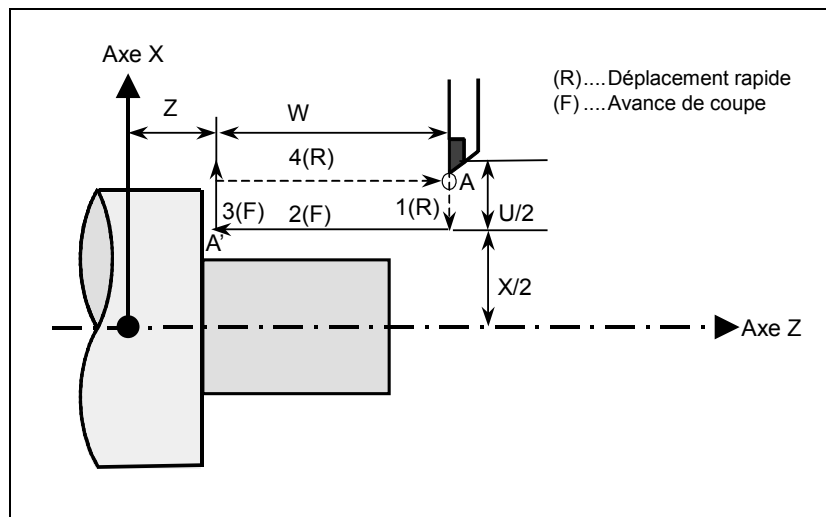 Axe X
(R)....Déplacement rapide
(F) ....Avance de coupe
Z
W
4(R)
A
1(R)
U/2
3(F)
2(F)
A'
X/2
Axe Z